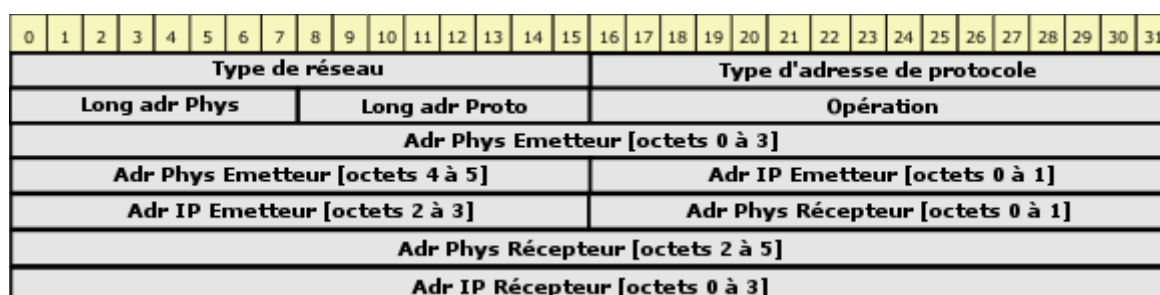 0 1 2 3 4 5 6 7 8 9 10 11 12 13 14 15 16 17 18 19 20 21 22 23 24 25 26 27 28 29 30 31
Type de réseau Type d'adresse de protocole
Long adr Phys Long adr Proto Opération
Adr Phys Emetteur [octets 0 à 3]
Adr Phys Emetteur [octets 4 à 5] Adr IP Emetteur [octets 0 à 1]
Adr IP Emetteur [octets 2 à 3] Adr Phys Récepteur [octets 0 à 1]
Adr Phys Récepteur [octets 2 à 5]
Adr IP Récepteur [octets 0 à 3]